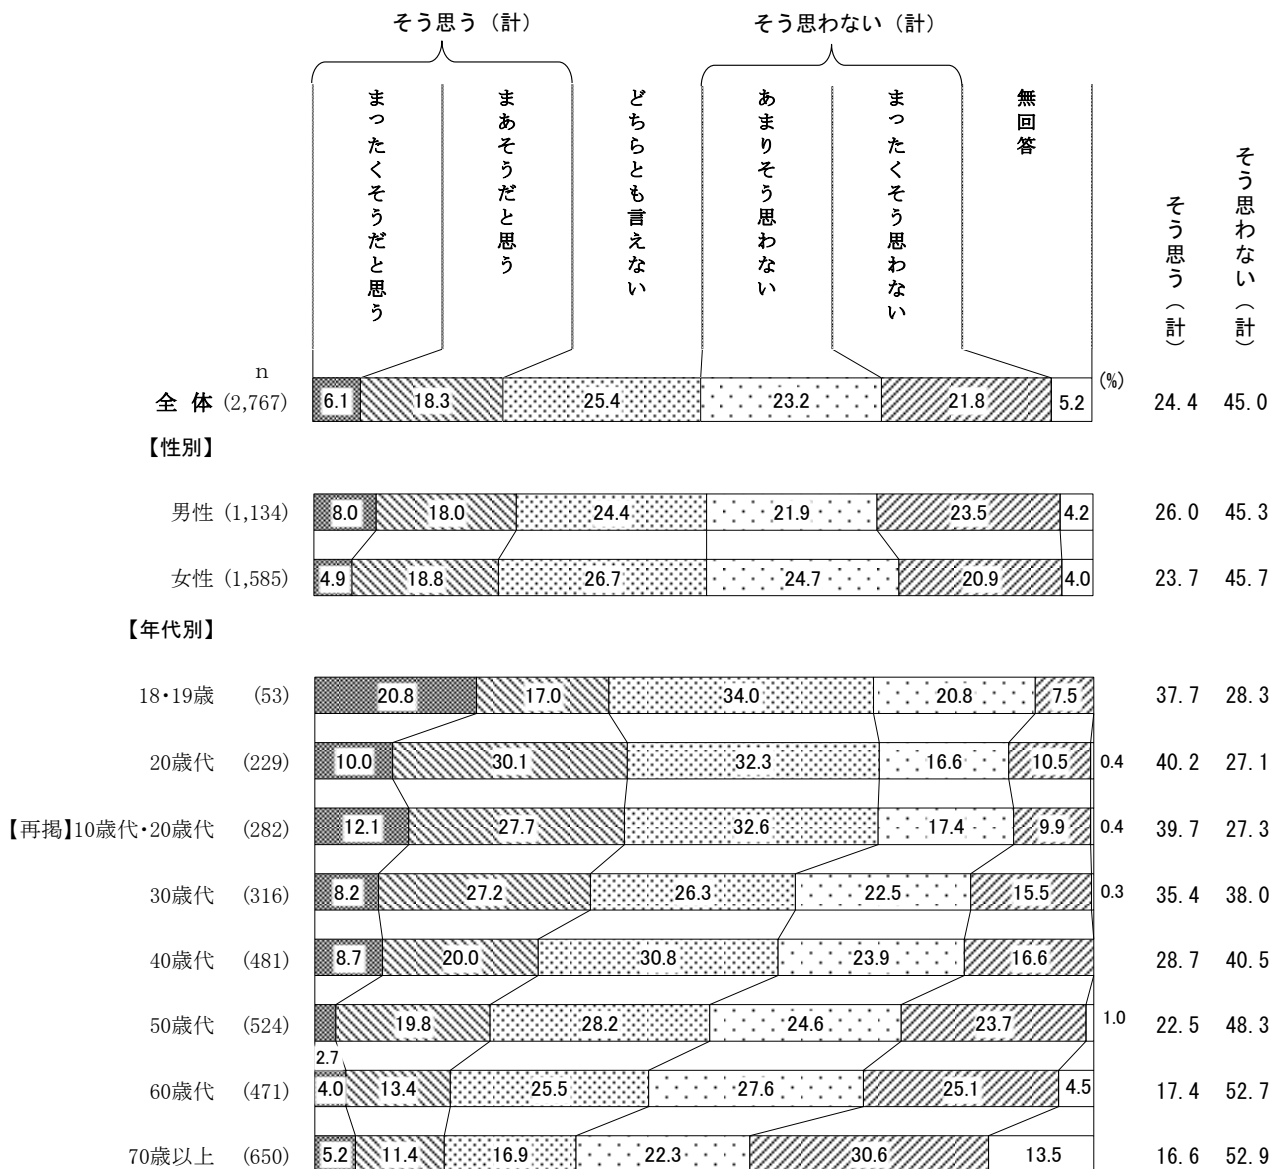 そう思う（計） そう思わない（計）
まったくそうだと思う
まあそうだと思う
どちらとも言えない
あまりそう思わない
まったくそう思わない
無回答
そう思う（計）
そう思わない（計）
n
(%)
全 体 (2,767) 6.1 18.3 25.4 23.2 21.8 5.2 24.4 45.0
【性別】
男性 (1,134) 8.0 18.0 24.4 21.9 23.5 4.2 26.0 45.3
女性 (1,585) 4.9 18.8 26.7 24.7 20.9 4.0 23.7 45.7
【年代別】
18・19歳 (53) 20.8 17.0 34.0 20.8 7.5 37.7 28.3
20歳代 (229) 10.0 30.1 32.3 16.6 10.5 0.4 40.2 27.1
【再掲】10歳代・20歳代 (282) 12.1 27.7 32.6 17.4 9.9 0.4 39.7 27.3
30歳代 (316) 8.2 27.2 26.3 22.5 15.5 0.3 35.4 38.0
40歳代 (481) 8.7 20.0 30.8 23.9 16.6 28.7 40.5
50歳代 (524) 19.8 28.2 24.6 23.7 1.0 22.5 48.3
2.7
60歳代 (471) 4.0 13.4 25.5 27.6 25.1 4.5 17.4 52.7
70歳以上 (650) 5.2 11.4 16.9 22.3 30.6 13.5 16.6 52.9